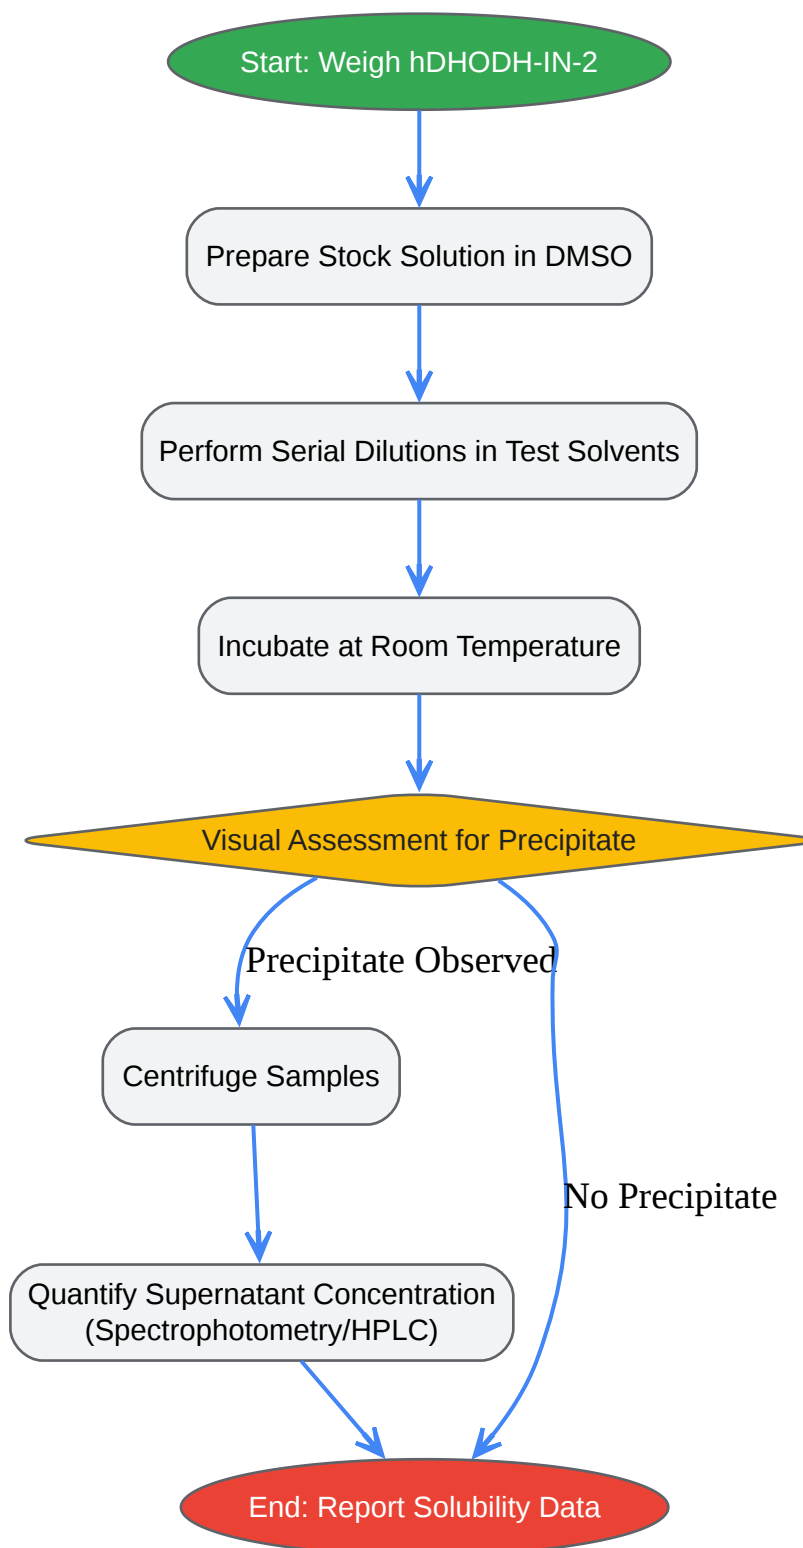 Start: Weigh hDHODH-IN-2
Prepare Stock Solution in DMSO
Perform Serial Dilutions in Test Solvents
Incubate at Room Temperature
Visual Assessment for Precipitate
Precipitate Observed
Centrifuge Samples
No Precipitate
Quantify Supernatant Concentration
(Spectrophotometry/HPLC)
End: Report Solubility Data